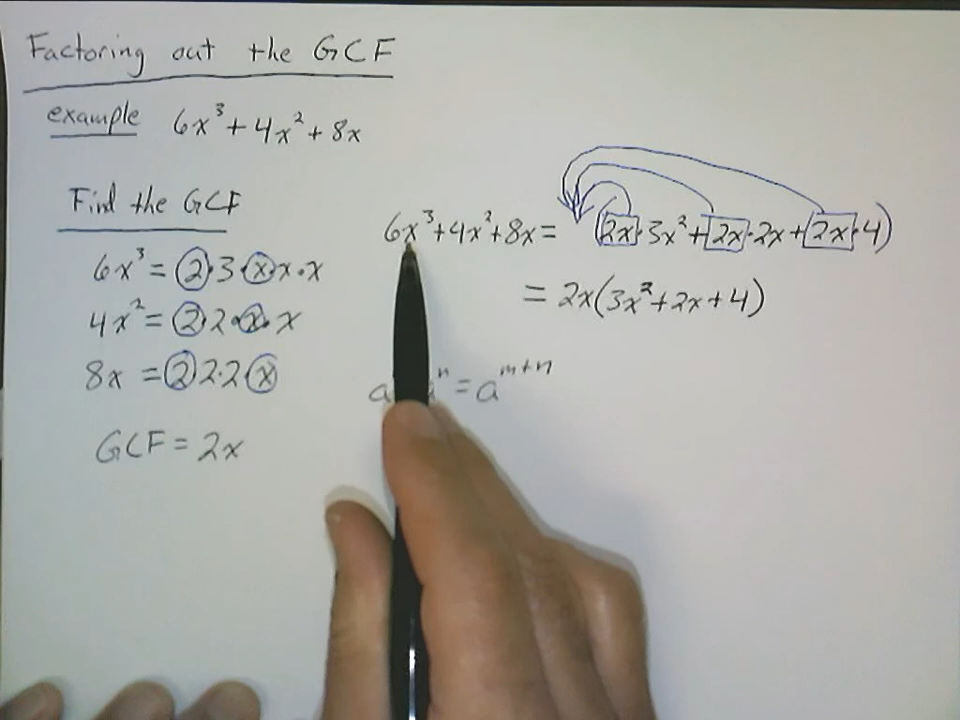 Factoring out the GCF
example 6x³+4x²+8x
Find the GCF
6x³ = 2·3·x·x·x
4x² = 2·2·x·x
8x = 2·2·2·x
GCF = 2x
6x³+4x²+8x = (2x·3x²+2x·2x+2x·4)
= 2x(3x²+2x+4)
a ⁿ = aᵐ⁺ⁿ